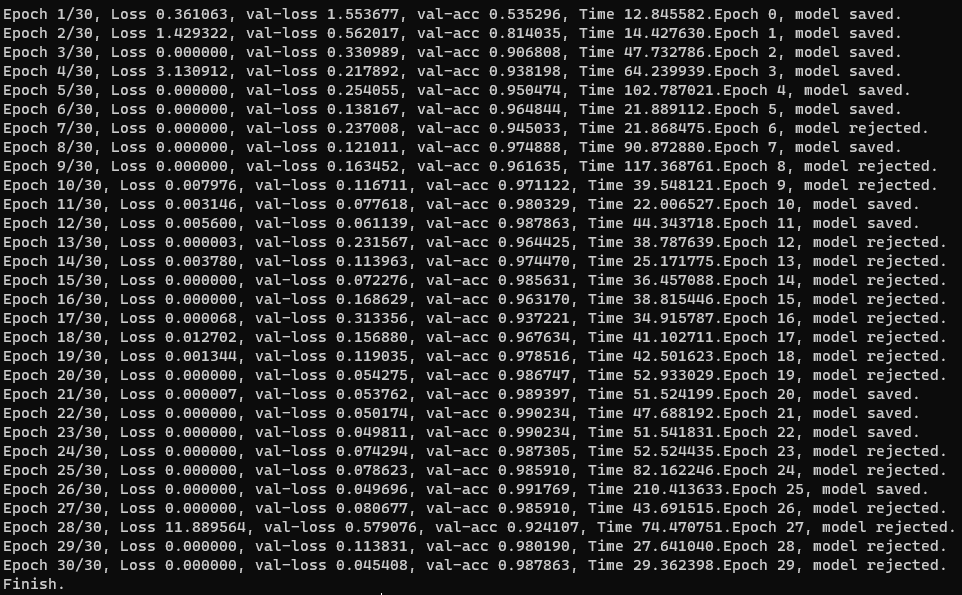 Epoch 1/30, Loss 0.361063, val-loss 1.553677, val-acc 0.535296, Time 12.845582.Epoch 0, model saved.
Epoch 2/30, Loss 1.429322, val-loss 0.562017, val-acc 0.814035, Time 14.427630.Epoch 1, model saved.
Epoch 3/30, Loss 0.000000, val-loss 0.330989, val-acc 0.906808, Time 47.732786.Epoch 2, model saved.
Epoch 4/30, Loss 3.130912, val-loss 0.217892, val-acc 0.938198, Time 64.239939.Epoch 3, model saved.
Epoch 5/30, Loss 0.000000, val-loss 0.254055, val-acc 0.950474, Time 102.787021.Epoch 4, model saved.
Epoch 6/30, Loss 0.000000, val-loss 0.138167, val-acc 0.964844, Time 21.889112.Epoch 5, model saved.
Epoch 7/30, Loss 0.000000, val-loss 0.237008, val-acc 0.945033, Time 21.868475.Epoch 6, model rejected.
Epoch 8/30, Loss 0.000000, val-loss 0.121011, val-acc 0.974888, Time 90.872880.Epoch 7, model saved.
Epoch 9/30, Loss 0.000000, val-loss 0.163452, val-acc 0.961635, Time 117.368761.Epoch 8, model rejected.
Epoch 10/30, Loss 0.007976, val-loss 0.116711, val-acc 0.971122, Time 39.548121.Epoch 9, model rejected.
Epoch 11/30, Loss 0.003146, val-loss 0.077618, val-acc 0.980329, Time 22.006527.Epoch 10, model saved.
Epoch 12/30, Loss 0.005600, val-loss 0.061139, val-acc 0.987863, Time 44.343718.Epoch 11, model saved.
Epoch 13/30, Loss 0.000003, val-loss 0.231567, val-acc 0.964425, Time 38.787639.Epoch 12, model rejected.
Epoch 14/30, Loss 0.003780, val-loss 0.113963, val-acc 0.974470, Time 25.171775.Epoch 13, model rejected.
Epoch 15/30, Loss 0.000000, val-loss 0.072276, val-acc 0.985631, Time 36.457088.Epoch 14, model rejected.
Epoch 16/30, Loss 0.000000, val-loss 0.168629, val-acc 0.963170, Time 38.815446.Epoch 15, model rejected.
Epoch 17/30, Loss 0.000068, val-loss 0.313356, val-acc 0.937221, Time 34.915787.Epoch 16, model rejected.
Epoch 18/30, Loss 0.012702, val-loss 0.156880, val-acc 0.967634, Time 41.102711.Epoch 17, model rejected.
Epoch 19/30, Loss 0.001344, val-loss 0.119035, val-acc 0.978516, Time 42.501623.Epoch 18, model rejected.
Epoch 20/30, Loss 0.000000, val-loss 0.054275, val-acc 0.986747, Time 52.933029.Epoch 19, model rejected.
Epoch 21/30, Loss 0.000007, val-loss 0.053762, val-acc 0.989397, Time 51.524199.Epoch 20, model saved.
Epoch 22/30, Loss 0.000000, val-loss 0.050174, val-acc 0.990234, Time 47.688192.Epoch 21, model saved.
Epoch 23/30, Loss 0.000000, val-loss 0.049811, val-acc 0.990234, Time 51.541831.Epoch 22, model saved.
Epoch 24/30, Loss 0.000000, val-loss 0.074294, val-acc 0.987305, Time 52.524435.Epoch 23, model rejected.
Epoch 25/30, Loss 0.000000, val-loss 0.078623, val-acc 0.985910, Time 82.162246.Epoch 24, model rejected.
Epoch 26/30, Loss 0.000000, val-loss 0.049696, val-acc 0.991769, Time 210.413633.Epoch 25, model saved.
Epoch 27/30, Loss 0.000000, val-loss 0.080677, val-acc 0.985910, Time 43.691515.Epoch 26, model rejected.
Epoch 28/30, Loss 11.889564, val-loss 0.579076, val-acc 0.924107, Time 74.470751.Epoch 27, model rejected.
Epoch 29/30, Loss 0.000000, val-loss 0.113831, val-acc 0.980190, Time 27.641040.Epoch 28, model rejected.
Epoch 30/30, Loss 0.000000, val-loss 0.045408, val-acc 0.987863, Time 29.362398.Epoch 29, model rejected.
Finish.